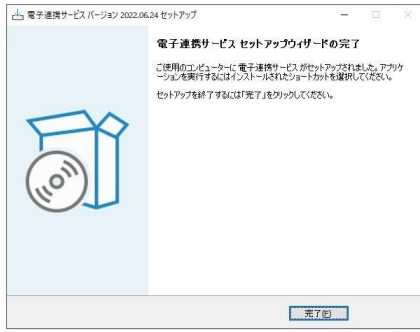 電子連携サービス バージョン 2022.06.24 セットアップ
電子連携サービス セットアップウィザードの完了
ご使用のコンピューターに 電子連携サービス がセットアップされました。アプリケ
ーションを実行するにはインストールされたショートカットを選択してください。
セットアップを終了するには「完了」をクリックしてください。
完了(F)